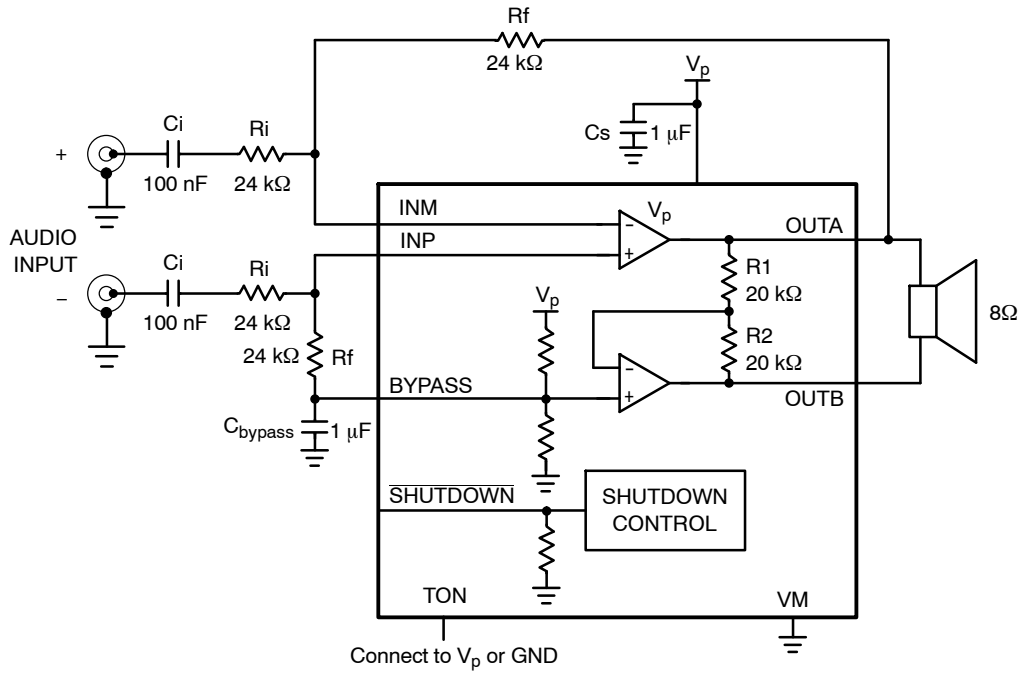 Rf
24 kΩ
Vp
Cs
1 μF
Ci
Ri
+
100 nF
24 kΩ
AUDIO
INPUT
INM
INP
Vp
−
+
OUTA
R1
20 kΩ
Ci
Ri
−
100 nF
24 kΩ
24 kΩ
Rf
Vp
R2
20 kΩ
8Ω
−
+
BYPASS
OUTB
Cbypass
1 μF
SHUTDOWN
SHUTDOWN
CONTROL
TON
VM
Connect to Vp or GND